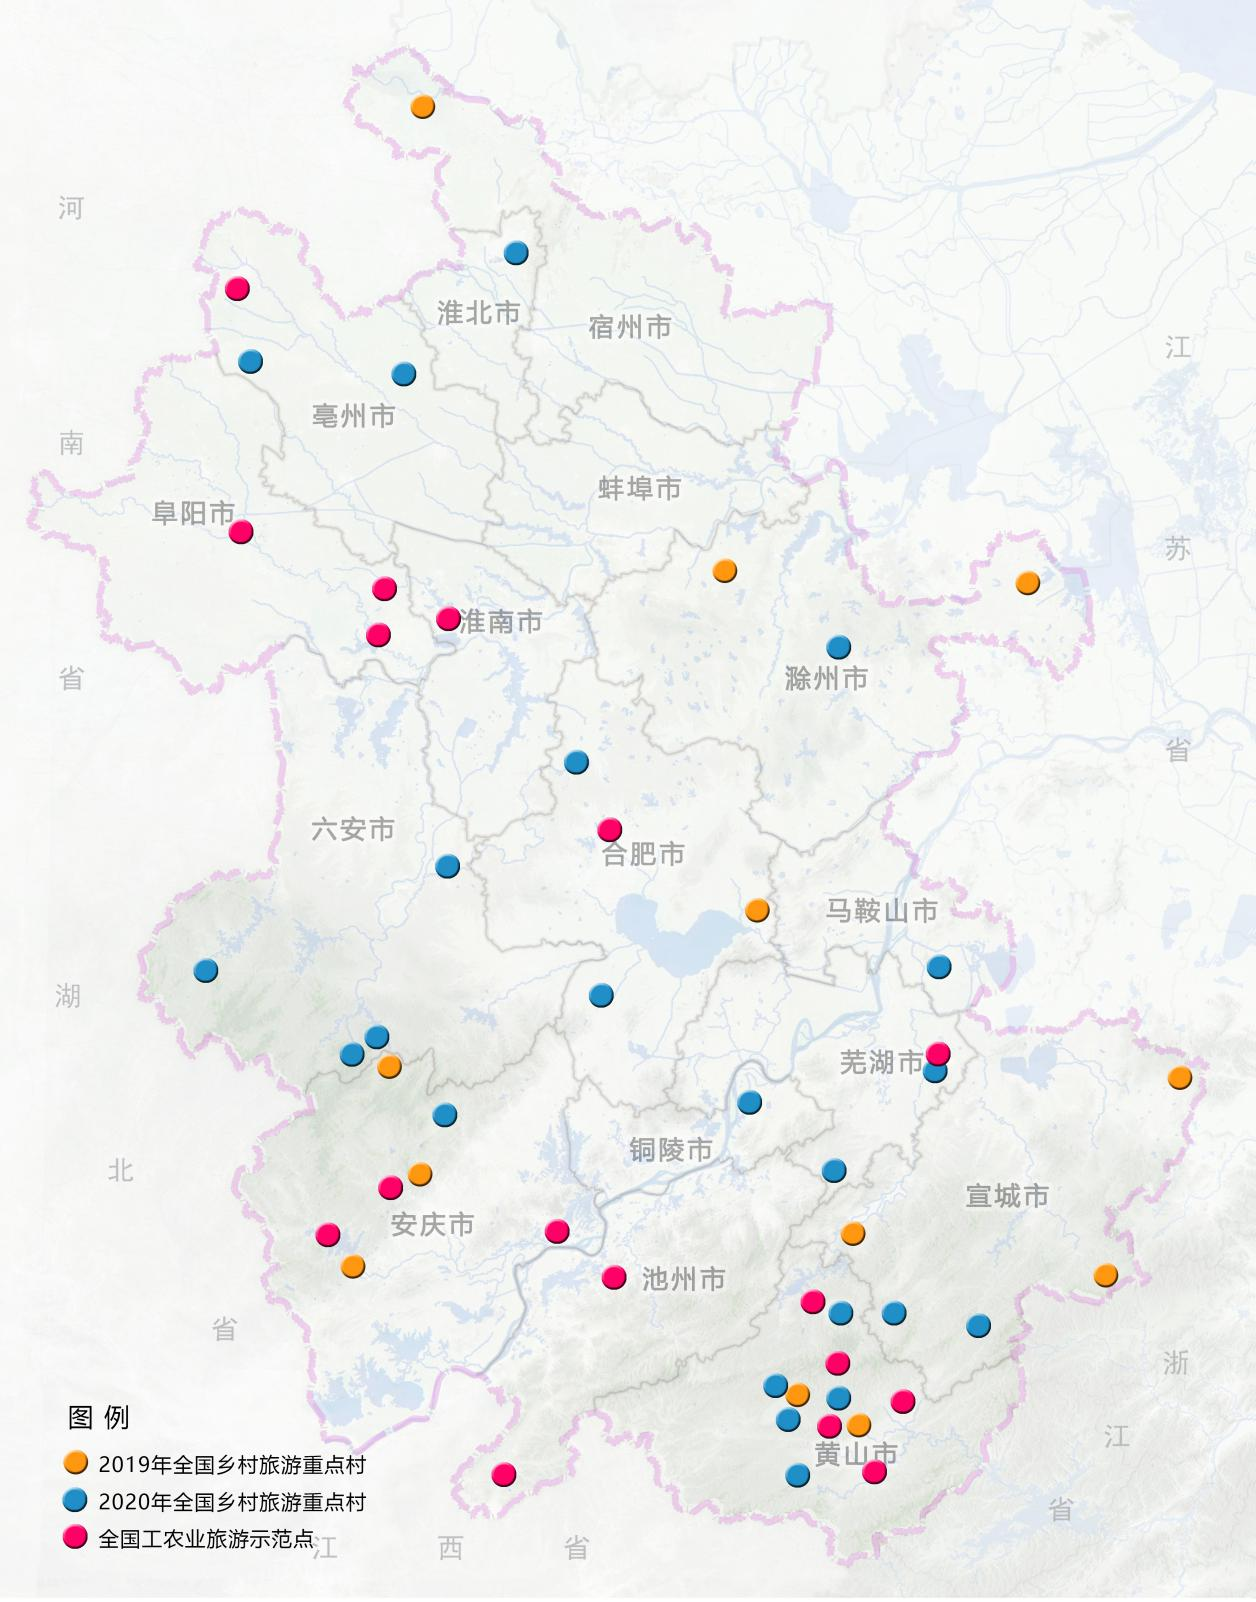 河
南
省
江
苏
省
淮北市
宿州市
亳州市
蚌埠市
阜阳市
淮南市
滁州市
六安市
合肥市
马鞍山市
湖
北
省
芜湖市
铜陵市
宣城市
安庆市
池州市
黄山市
浙
江
省
江
西
省
图 例
2019年全国乡村旅游重点村
2020年全国乡村旅游重点村
全国工农业旅游示范点